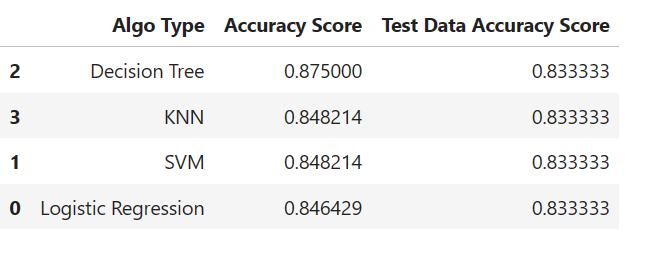 Algo Type Accuracy Score Test Data Accuracy Score
2 Decision Tree 0.875000 0.833333
3 KNN 0.848214 0.833333
1 SVM 0.848214 0.833333
0 Logistic Regression 0.846429 0.833333